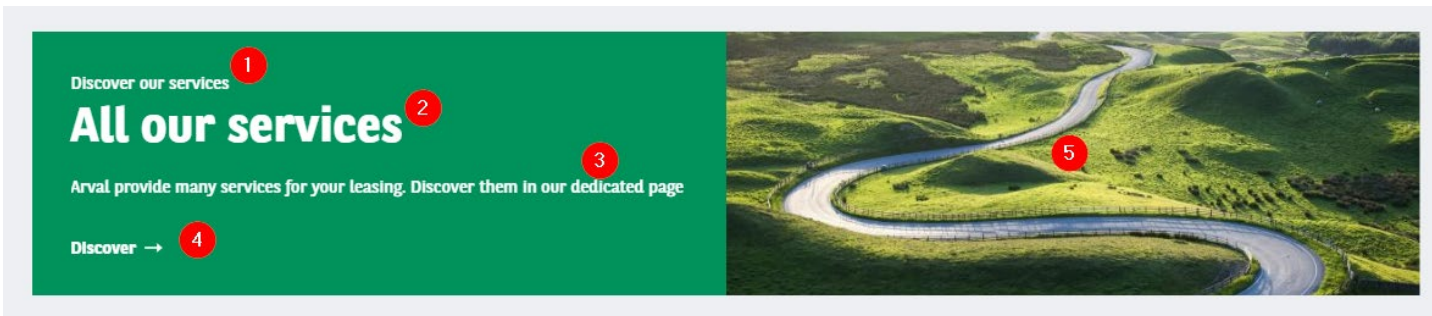 Discover our services 1
All our services 2
3
Arval provide many services for your leasing. Discover them in our dedicated page
Discover → 4
5